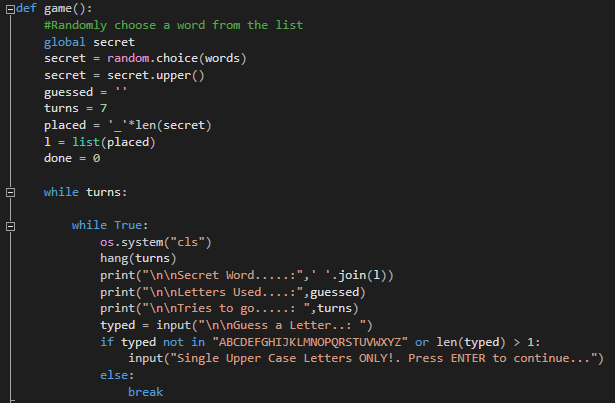 def game():
    #Randomly choose a word from the list
    global secret
    secret = random.choice(words)
    secret = secret.upper()
    guessed = ''
    turns = 7
    placed = '_'*len(secret)
    l = list(placed)
    done = 0
    while turns:
        while True:
            os.system("cls")
            hang(turns)
            print("\n\nSecret Word.....:",' '.join(l))
            print("\n\nLetters Used....:",guessed)
            print("\n\nTries to go.....: ",turns)
            typed = input("\n\nGuess a Letter..: ")
            if typed not in "ABCDEFGHIJKLMNOPQRSTUVWXYZ" or len(typed) > 1:
                input("Single Upper Case Letters ONLY!. Press ENTER to continue...")
            else:
                break